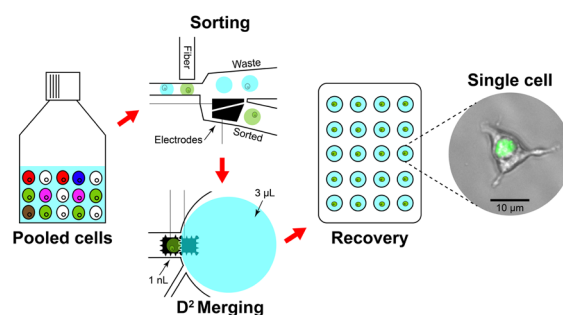 Sorting
Fiber
Waste
Electrodes
Sorted
Pooled cells
3 µL
1 nL
D² Merging
Recovery
Single cell
10 µm